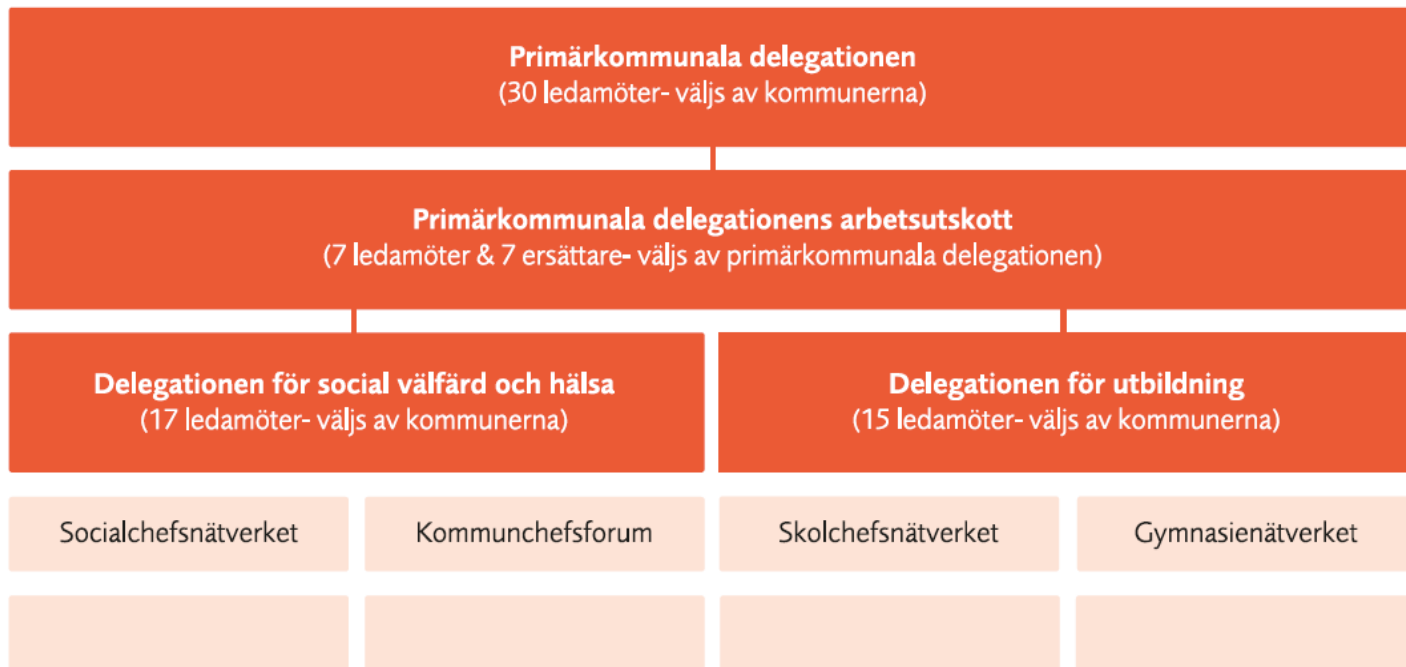 Primärkommunala delegationen
(30 ledamöter- väljs av kommunerna)
Primärkommunala delegationens arbetsutskott
(7 ledamöter & 7 ersättare- väljs av primärkommunala delegationen)
Delegationen för social välfärd och hälsa
(17 ledamöter- väljs av kommunerna)
Delegationen för utbildning
(15 ledamöter- väljs av kommunerna)
Socialchefsnätverket
Kommunchefsforum
Skolchefsnätverket
Gymnasienätverket